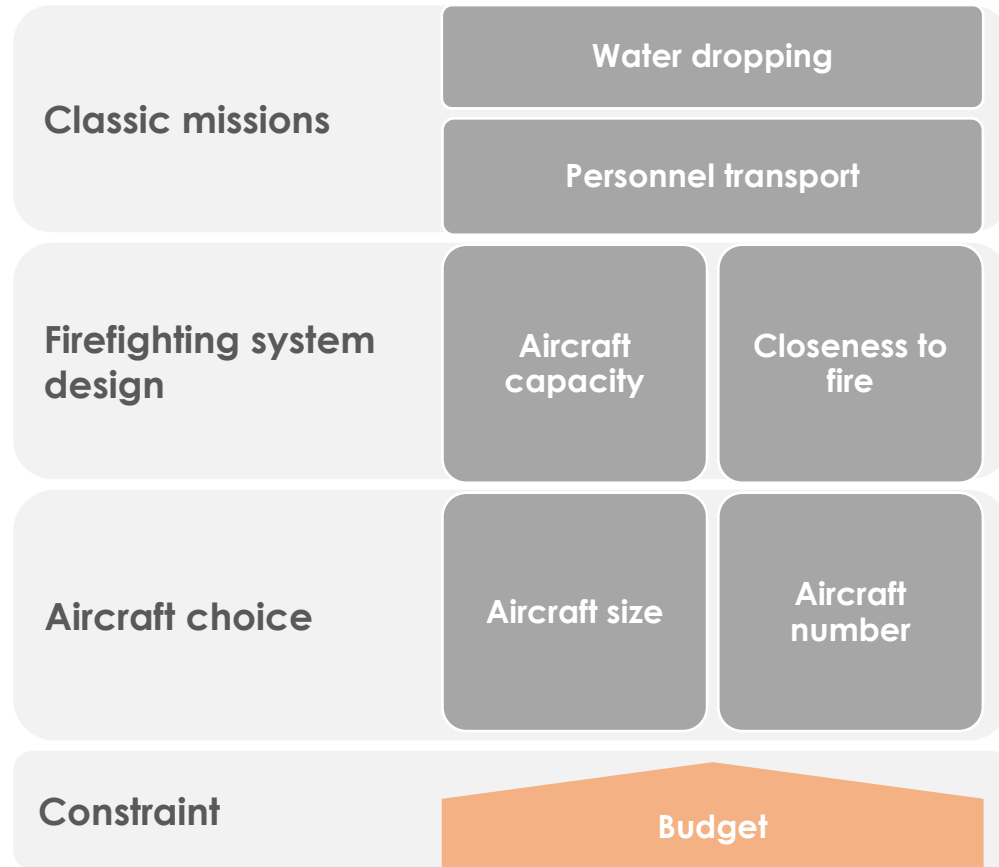 Classic missions
Water dropping
Personnel transport
Firefighting system
design
Aircraft
capacity
Closeness to
fire
Aircraft choice
Aircraft size
Aircraft
number
Constraint
Budget